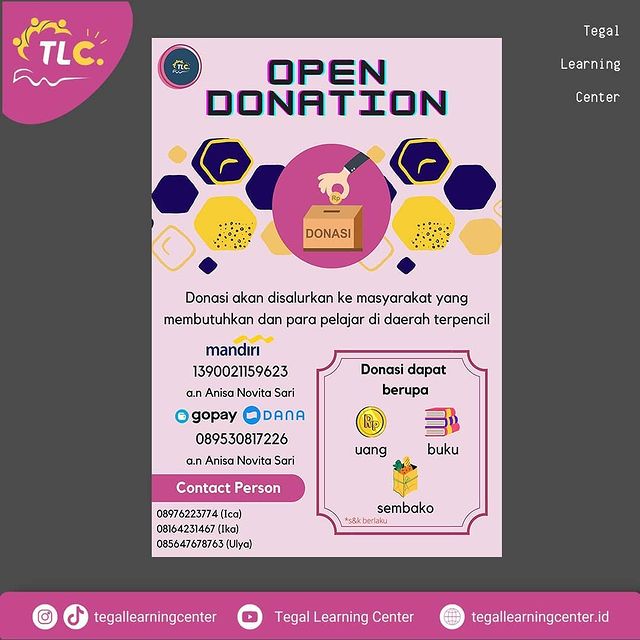 TLC.
Tegal
Learning
Center
TLC.
OPEN
DONATION
Rp
DONASI
Donasi akan disalurkan ke masyarakat yang
membutuhkan dan para pelajar di daerah terpencil
mandırı
1390021159623
a.n Anisa Novita Sari
gopay DANA
089530817226
a.n Anisa Novita Sari
Contact Person
08976223774 (Ica)
08164231467 (Ika)
085647678763 (Ulya)
Donasi dapat
berupa
Rp
uang buku
sembako
*s&k berlaku
tegallearningcenter Tegal Learning Center tegallearningcenter.id